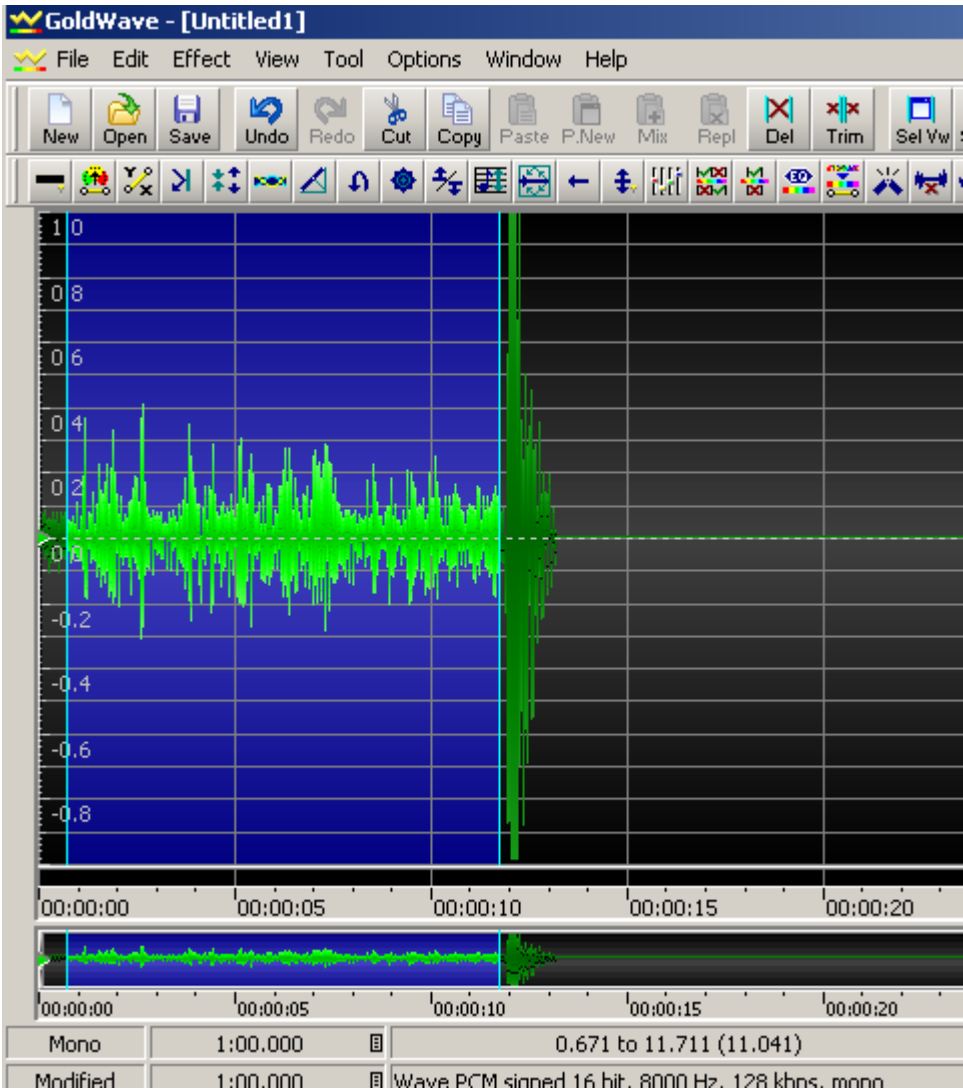 GoldWave - [Untitled1]
File Edit Effect View Tool Options Window Help
New Open Save Undo Redo Cut Copy Paste P.New Mix Repl Del Trim Sel Vw
EQ
1 0
0 8
0 6
0 4
0 2
0 0
-0.2
-0.4
-0.6
-0.8
00:00:00 00:00:05 00:00:10 00:00:15 00:00:20
00:00:00 00:00:05 00:00:10 00:00:15 00:00:20
Mono 1:00.000 0.671 to 11.711 (11.041)
Modified 1:00.000 Wave PCM signed 16 bit, 8000 Hz, 128 kbps, mono